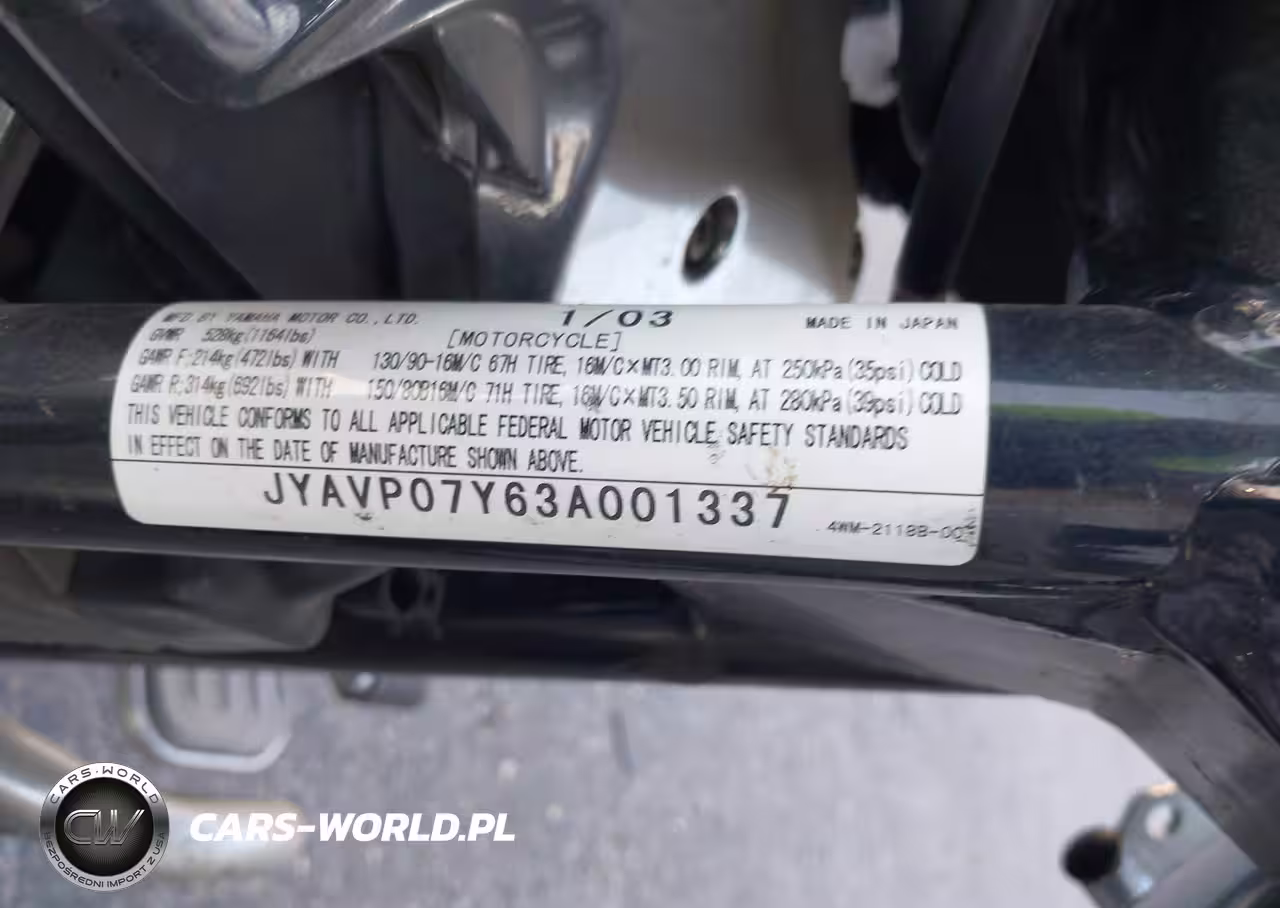 MFD. BY YAMAHA MOTOR CO., LTD. 1/03 MADE IN JAPAN
GVWR 528kg(1164lbs) [MOTORCYCLE]
GAWR F;214kg(472lbs) WITH 130/90-16M/C 67H TIRE, 16M/C×MT3.00 RIM, AT 250kPa(35psi) COLD
GAWR R;314kg(692lbs) WITH 150/80B16M/C 71H TIRE, 16M/C×MT3.50 RIM, AT 280kPa(39psi) COLD
THIS VEHICLE CONFORMS TO ALL APPLICABLE FEDERAL MOTOR VEHICLE SAFETY STANDARDS
IN EFFECT ON THE DATE OF MANUFACTURE SHOWN ABOVE.
JYAVP07Y63A001337
4WM-2118B-00
CARS-WORLD
CW
BEZPOŚREDNI IMPORT Z USA
CARS-WORLD.PL